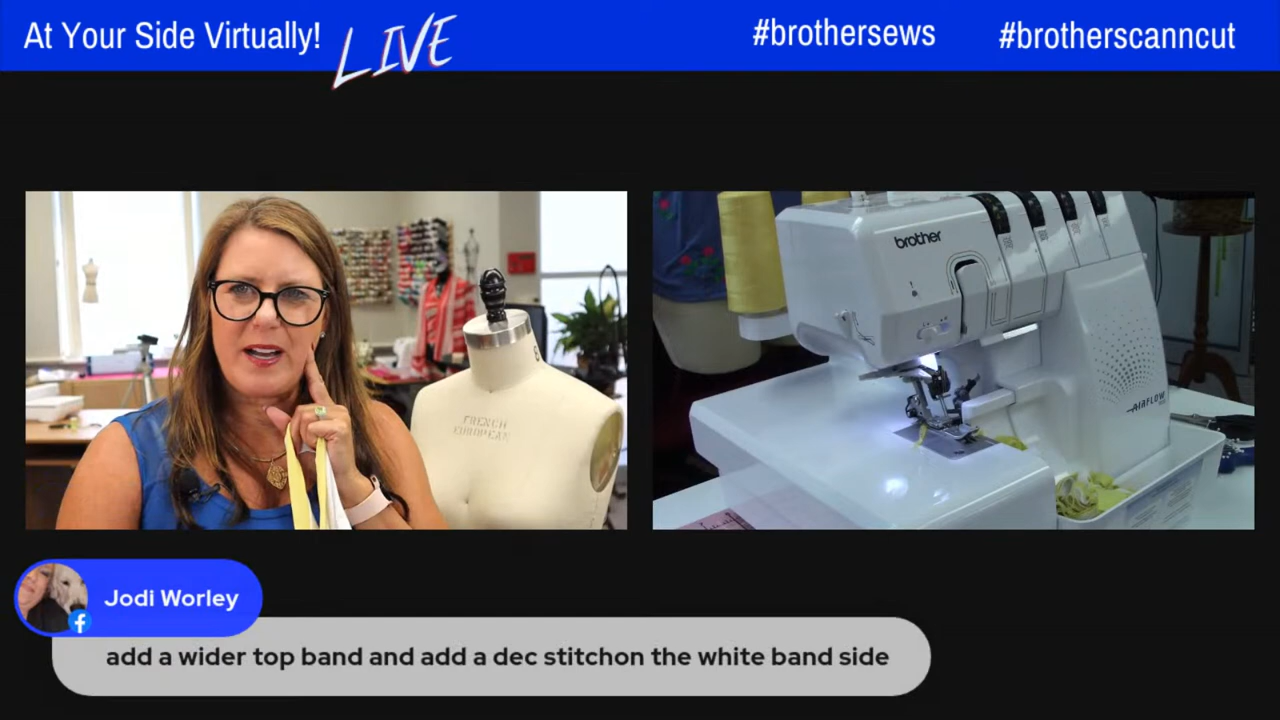 At Your Side Virtually! LIVE
#brothersews
#brotherscanncut
FRENCH
EUROPEAN
brother
AIRFLOW
Jodi Worley
add a wider top band and add a dec stitchon the white band side